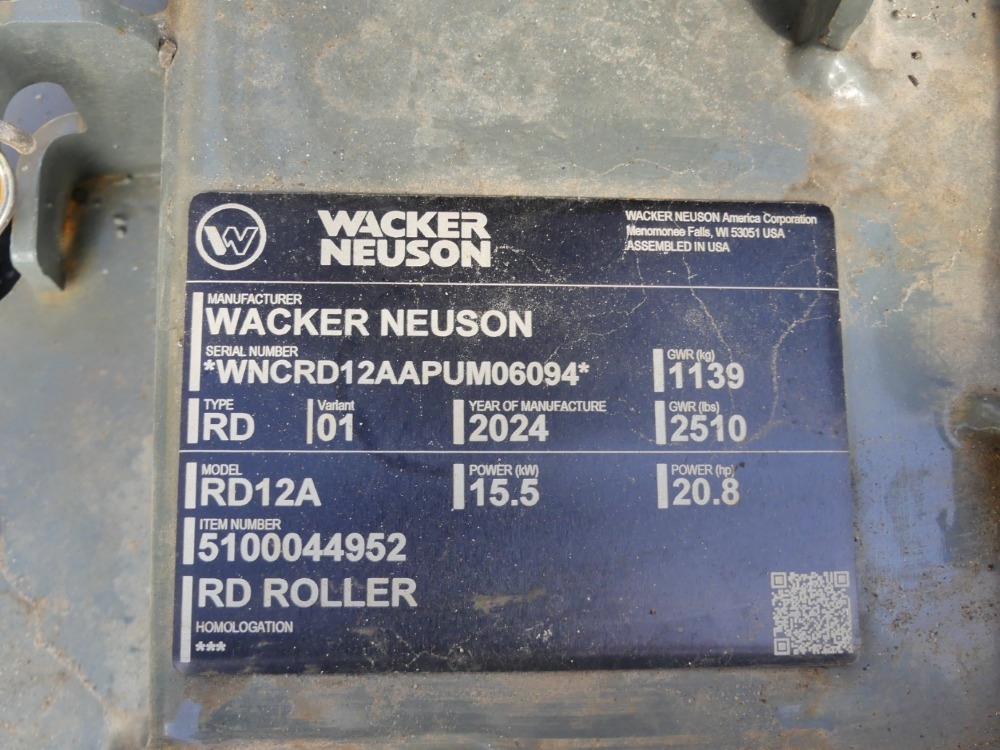 W
WACKER
NEUSON
WACKER NEUSON America Corporation
Menomonee Falls, WI 53051 USA
ASSEMBLED IN USA
MANUFACTURER
WACKER NEUSON
SERIAL NUMBER
*WNCRD12AAPUM06094*
GWR (kg)
1139
TYPE
RD
Variant
01
YEAR OF MANUFACTURE
2024
GWR (lbs)
2510
MODEL
RD12A
POWER (kW)
15.5
POWER (hp)
20.8
ITEM NUMBER
5100044952
RD ROLLER
HOMOLOGATION
***